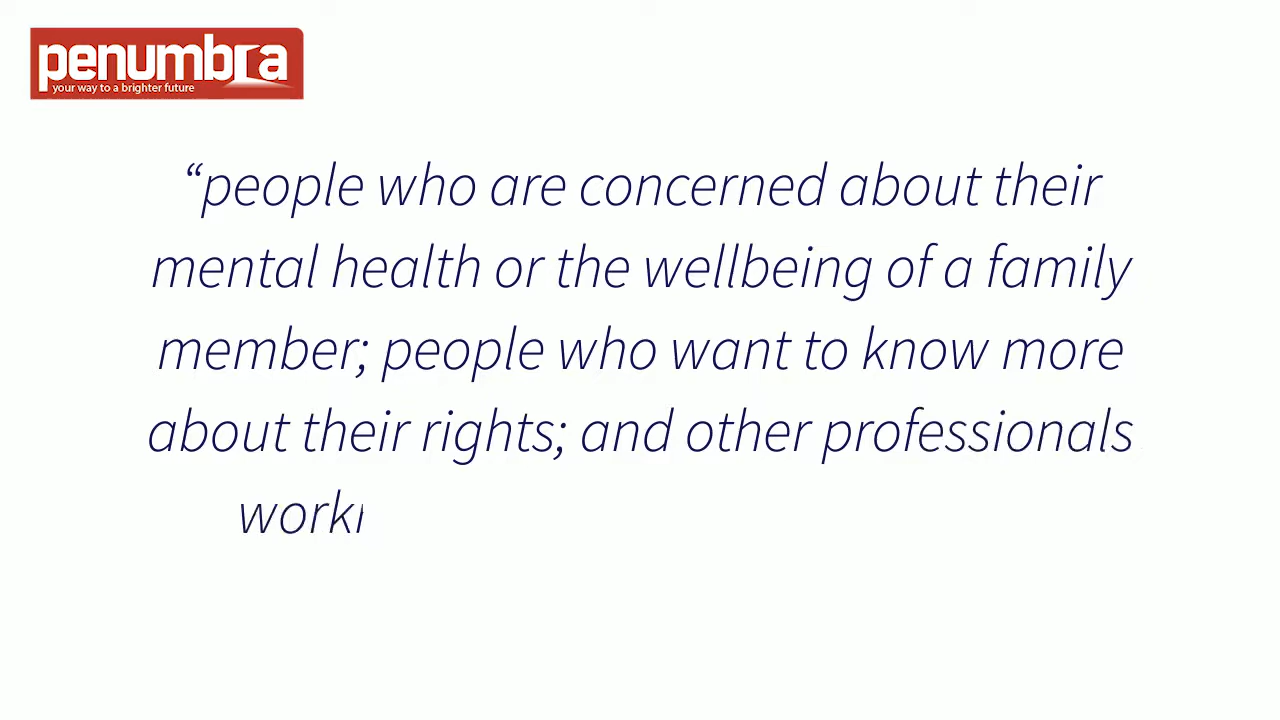 penumbra
your way to a brighter future
“people who are concerned about their
mental health or the wellbeing of a family
member; people who want to know more
about their rights; and other professionals